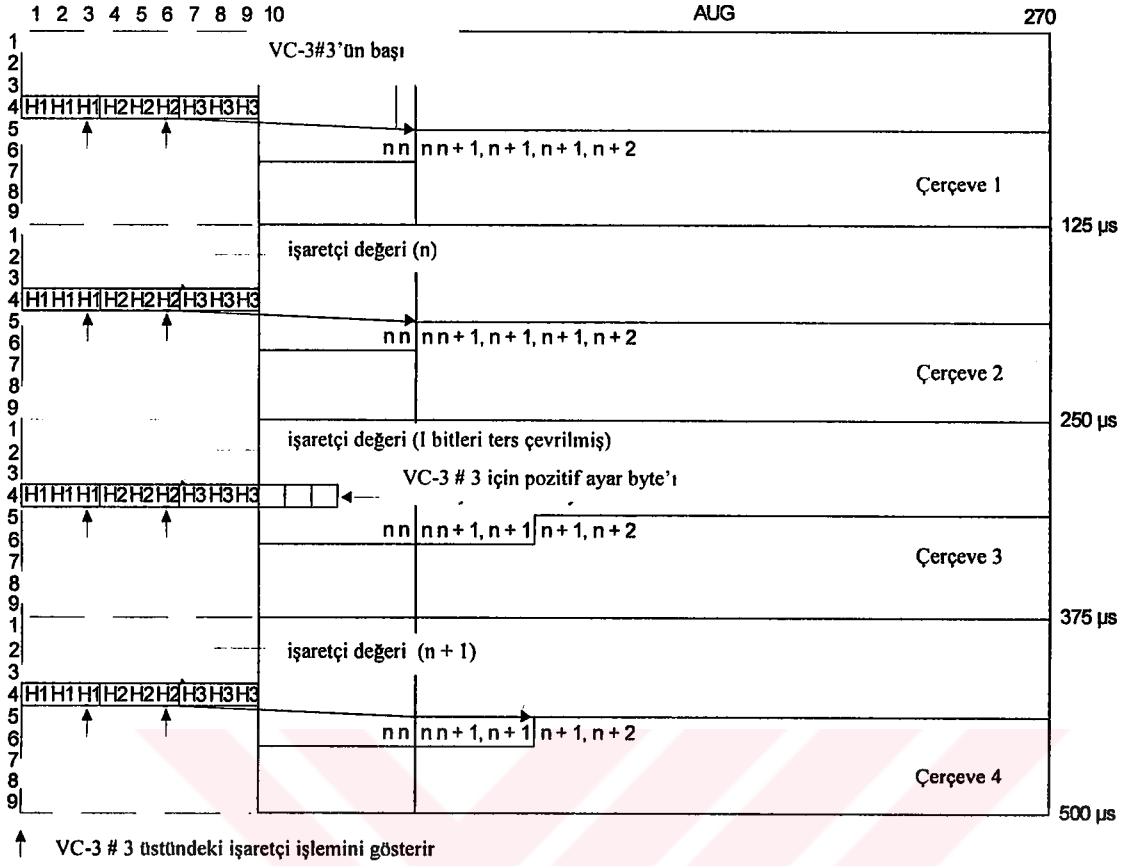 1 2 3 4 5 6 7 8 9 10 AUG 270
1
2
3
VC-3#3'ün başı
4 H1 H1 H1 H2 H2 H2 H3 H3 H3
5
6 n n n n + 1, n + 1, n + 1, n + 2
7
8 Çerçeve 1
9
125 µs
1
2 işaretçi değeri (n)
3
4 H1 H1 H1 H2 H2 H2 H3 H3 H3
5
6 n n n n + 1, n + 1, n + 1, n + 2
7
8 Çerçeve 2
9
250 µs
1 işaretçi değeri (I bitleri ters çevrilmiş)
2
3 VC-3 # 3 için pozitif ayar byte'ı
4 H1 H1 H1 H2 H2 H2 H3 H3 H3
5
6 n n n n + 1, n + 1 n + 1, n + 2
7 Çerçeve 3
8
9
375 µs
1
2 işaretçi değeri (n + 1)
3
4 H1 H1 H1 H2 H2 H2 H3 H3 H3
5
6 n n n n + 1, n + 1 n + 1, n + 2
7
8 Çerçeve 4
9
500 µs
↑ VC-3 # 3 üstündeki işaretçi işlemini gösterir